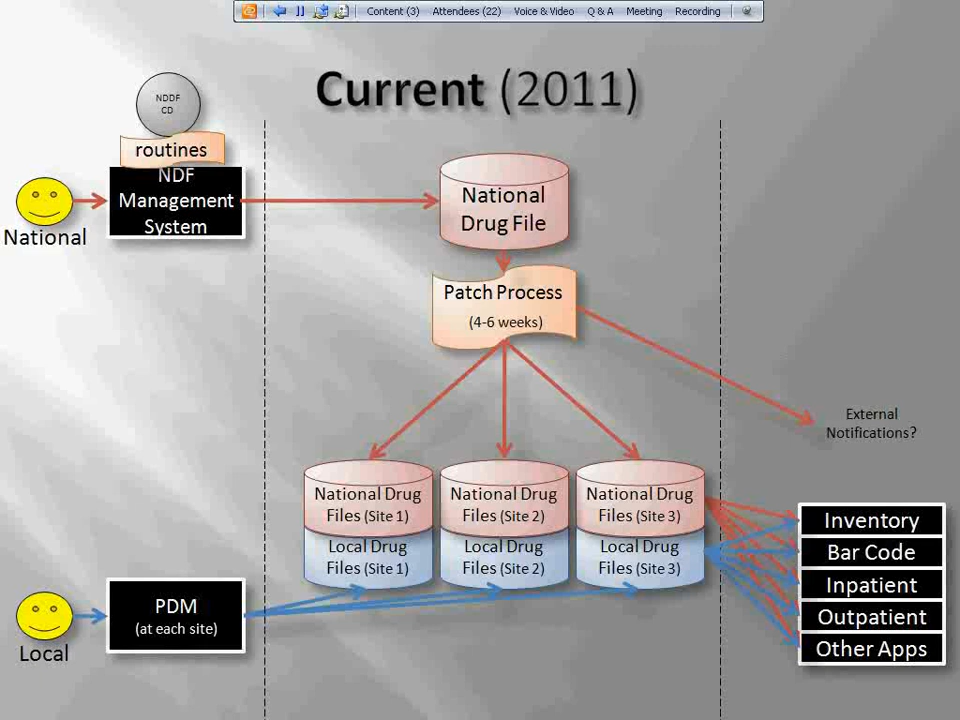 Content (3) Attendees (22) Voice & Video Q & A Meeting Recording
Current (2011)
NDDF
CD
routines
NDF
Management
System
National
National
Drug File
Patch Process
(4-6 weeks)
External
Notifications?
National Drug
Files (Site 1)
National Drug
Files (Site 2)
National Drug
Files (Site 3)
Local Drug
Files (Site 1)
Local Drug
Files (Site 2)
Local Drug
Files (Site 3)
Inventory
Bar Code
Inpatient
Outpatient
Other Apps
PDM
(at each site)
Local